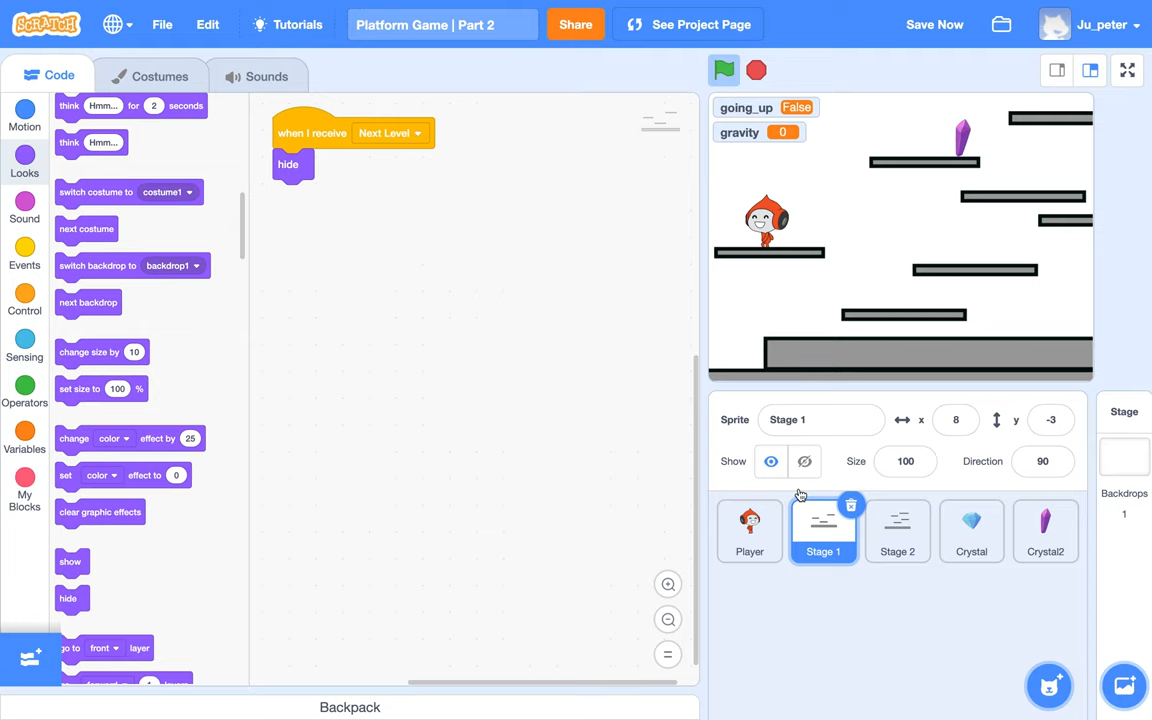 SCRATCH File Edit Tutorials Platform Game | Part 2 Share See Project Page Save Now Ju_peter
Code Costumes Sounds
Motion
Looks
Sound
Events
Control
Sensing
Operators
Variables
My
Blocks
think Hmm... for 2 seconds
think Hmm...
switch costume to costume1
next costume
switch backdrop to backdrop1
next backdrop
change size by 10
set size to 100 %
change color effect by 25
set color effect to 0
clear graphic effects
show
hide
go to front layer
when I receive Next Level
hide
Backpack
going_up False
gravity 0
Sprite Stage 1 x 8 y -3
Show Size 100 Direction 90
Player Stage 1 Stage 2 Crystal Crystal2
Stage
Backdrops
1